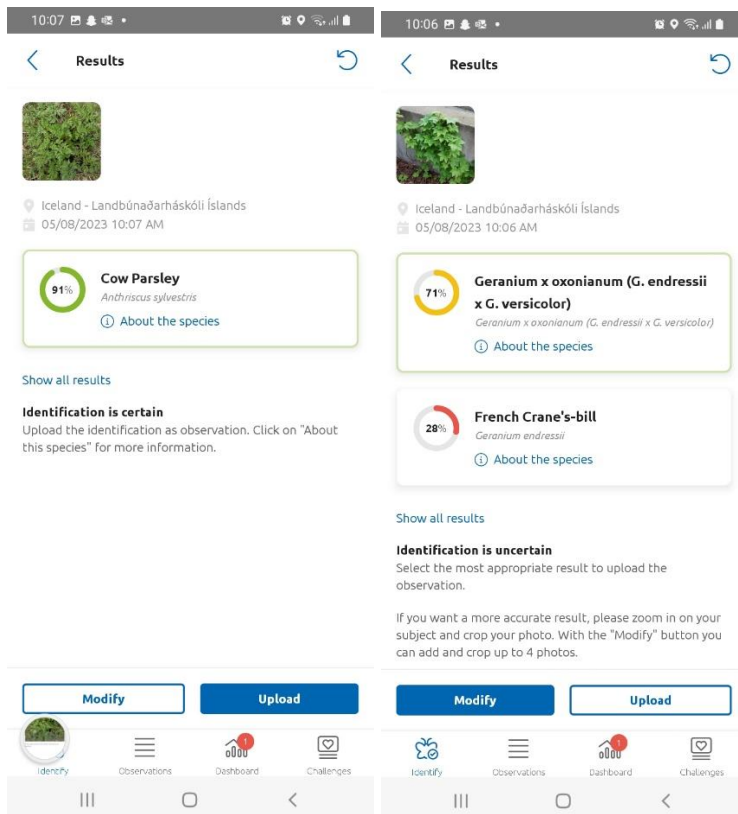 10:07
Results
Iceland - Landbúnaðarháskóli Íslands
05/08/2023 10:07 AM
91%
Cow Parsley
Anthriscus sylvestris
About the species
Show all results
Identification is certain
Upload the identification as observation. Click on "About
this species" for more information.
Modify
Upload
Identify
Observations
1
Dashboard
Challenges
10:06
Results
Iceland - Landbúnaðarháskóli Íslands
05/08/2023 10:06 AM
71%
Geranium x oxonianum (G. endressii
x G. versicolor)
Geranium x oxonianum (G. endressii x G. versicolor)
About the species
28%
French Crane's-bill
Geranium endressii
About the species
Show all results
Identification is uncertain
Select the most appropriate result to upload the
observation.
If you want a more accurate result, please zoom in on your
subject and crop your photo. With the "Modify" button you
can add and crop up to 4 photos.
Modify
Upload
Identify
Observations
1
Dashboard
Challenges